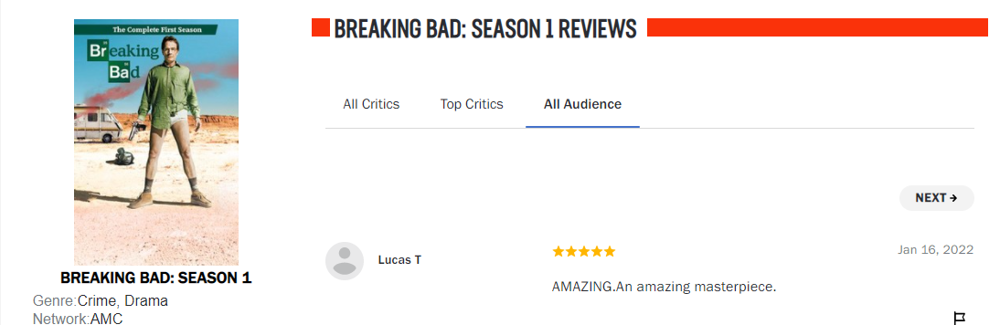 The Complete First Season
Breaking
Bad
BREAKING BAD: SEASON 1
Genre:Crime, Drama
Network:AMC
BREAKING BAD: SEASON 1 REVIEWS
All Critics Top Critics All Audience
NEXT →
Lucas T
Jan 16, 2022
AMAZING.An amazing masterpiece.